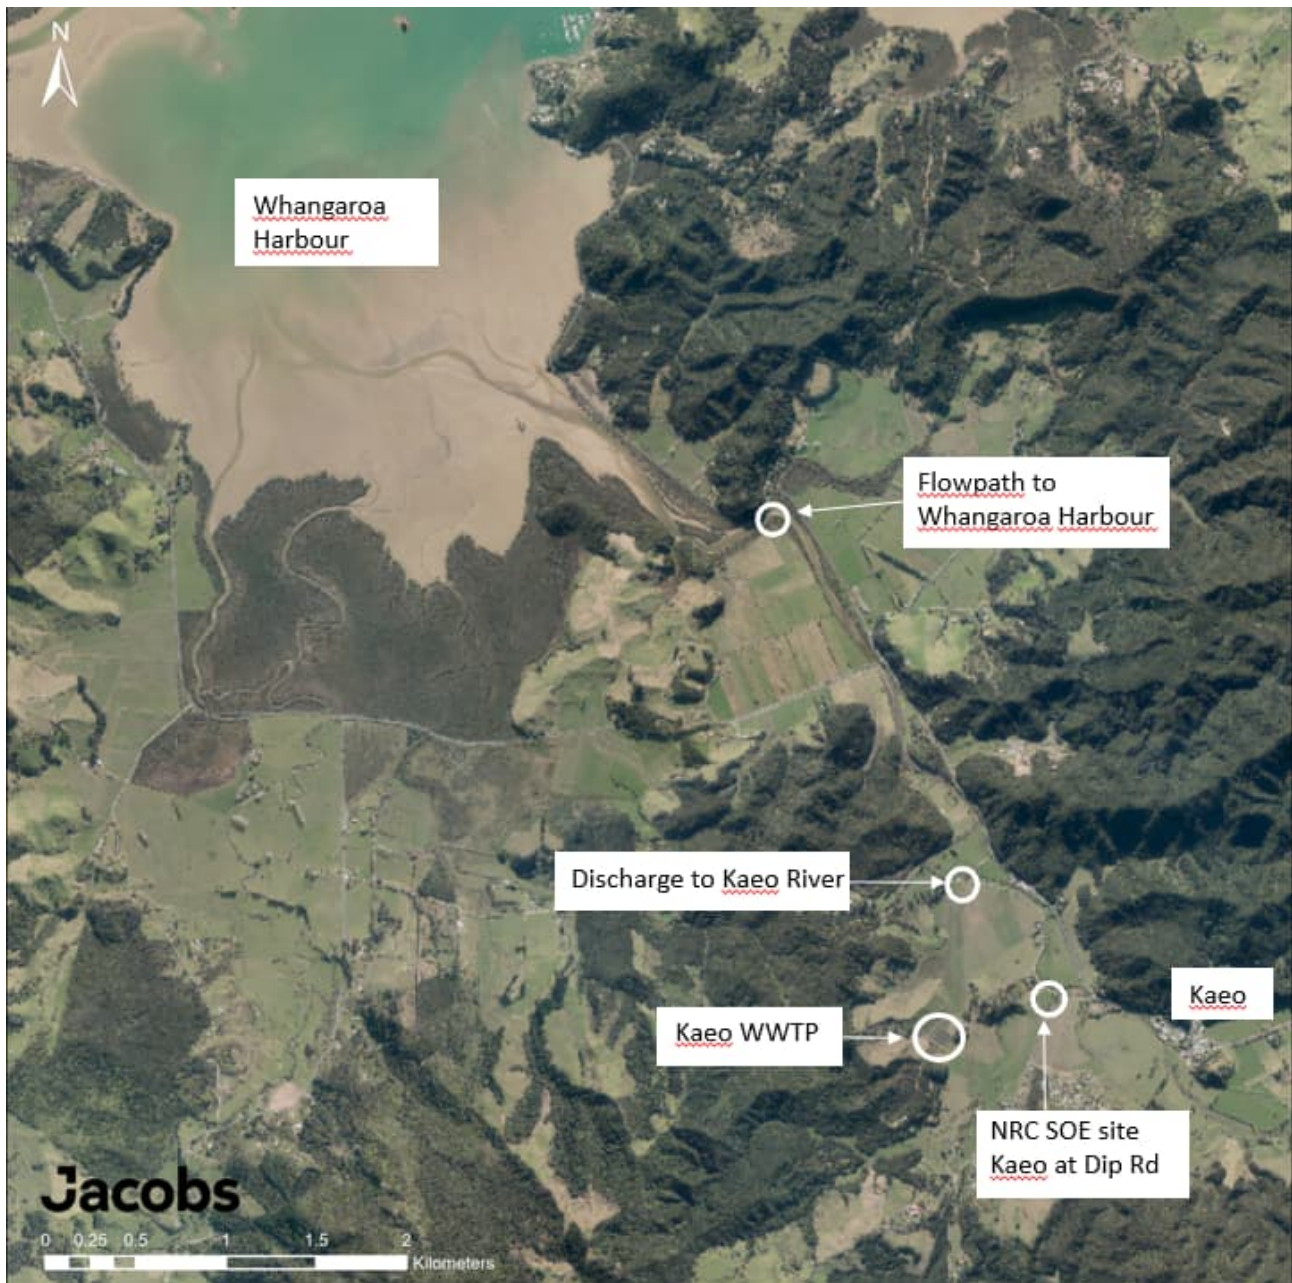 N
Whangaroa
Harbour
Flowpath to
Whangaroa Harbour
Discharge to Kaeo River
Kaeo
Kaeo WWTP
NRC SOE site
Kaeo at Dip Rd
Jacobs
0 0.25 0.5 1 1.5 2
Kilometers